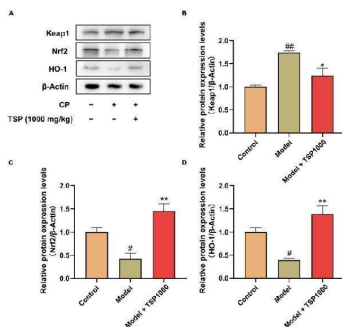 A
Keap1
Nrf2
HO-1
β-Actin
CP
− + +
TSP (1000 mg/kg)
− − +
B
Relative protein expression levels
(Keap1/β-Actin)
2.0
1.5
1.0
0.5
0.0
##
*
Control
Model
Model + TSP1000
C
Relative protein expression levels
(Nrf2/β-Actin)
2.0
1.5
1.0
0.5
0.0
#
**
Control
Model
Model + TSP1000
D
Relative protein expression levels
(HO-1/β-Actin)
2.0
1.5
1.0
0.5
0.0
#
**
Control
Model
Model + TSP1000